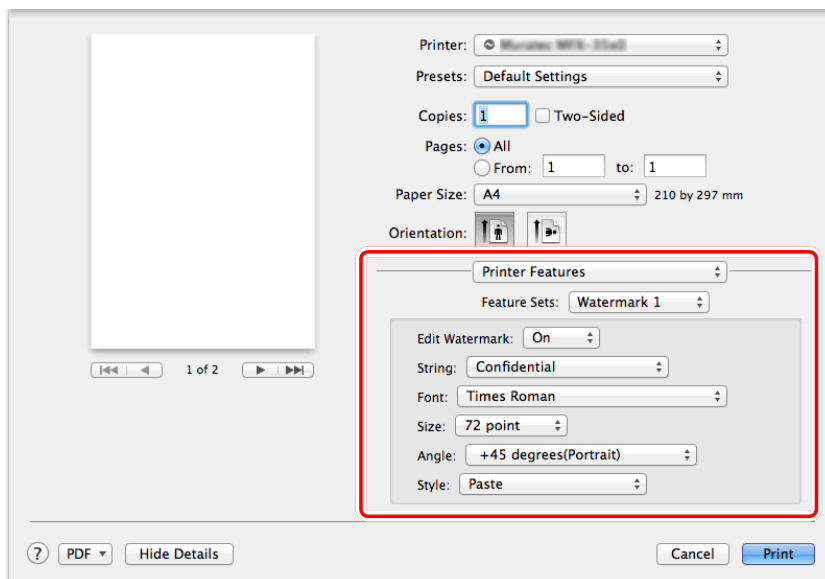 Printer:
Presets: Default Settings
Copies: 1 Two-Sided
Pages: All
From: 1 to: 1
Paper Size: A4 210 by 297 mm
Orientation:
Printer Features
Feature Sets: Watermark 1
Edit Watermark: On
String: Confidential
Font: Times Roman
Size: 72 point
Angle: +45 degrees(Portrait)
Style: Paste
1 of 2
? PDF Hide Details Cancel Print